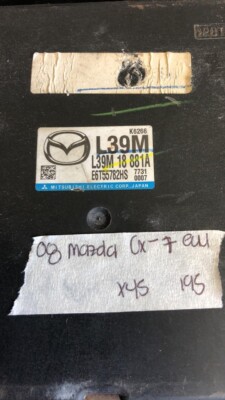 K6266
L39M
L39M 18 881A
E6T55782HS 7731
0007
MITSUBISHI ELECTRIC CORP. JAPAN
08 mazda Cx-7 ecu
x45 195